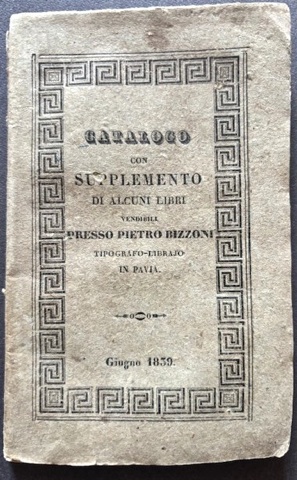 CATALOGO
CON
SUPPLEMENTO
DI ALCUNI LIBRI
VENDIBILI
PRESSO PIETRO BIZZONI
TIPOGRAFO-LIBRAJO
IN PAVIA.
Giugno 1839.